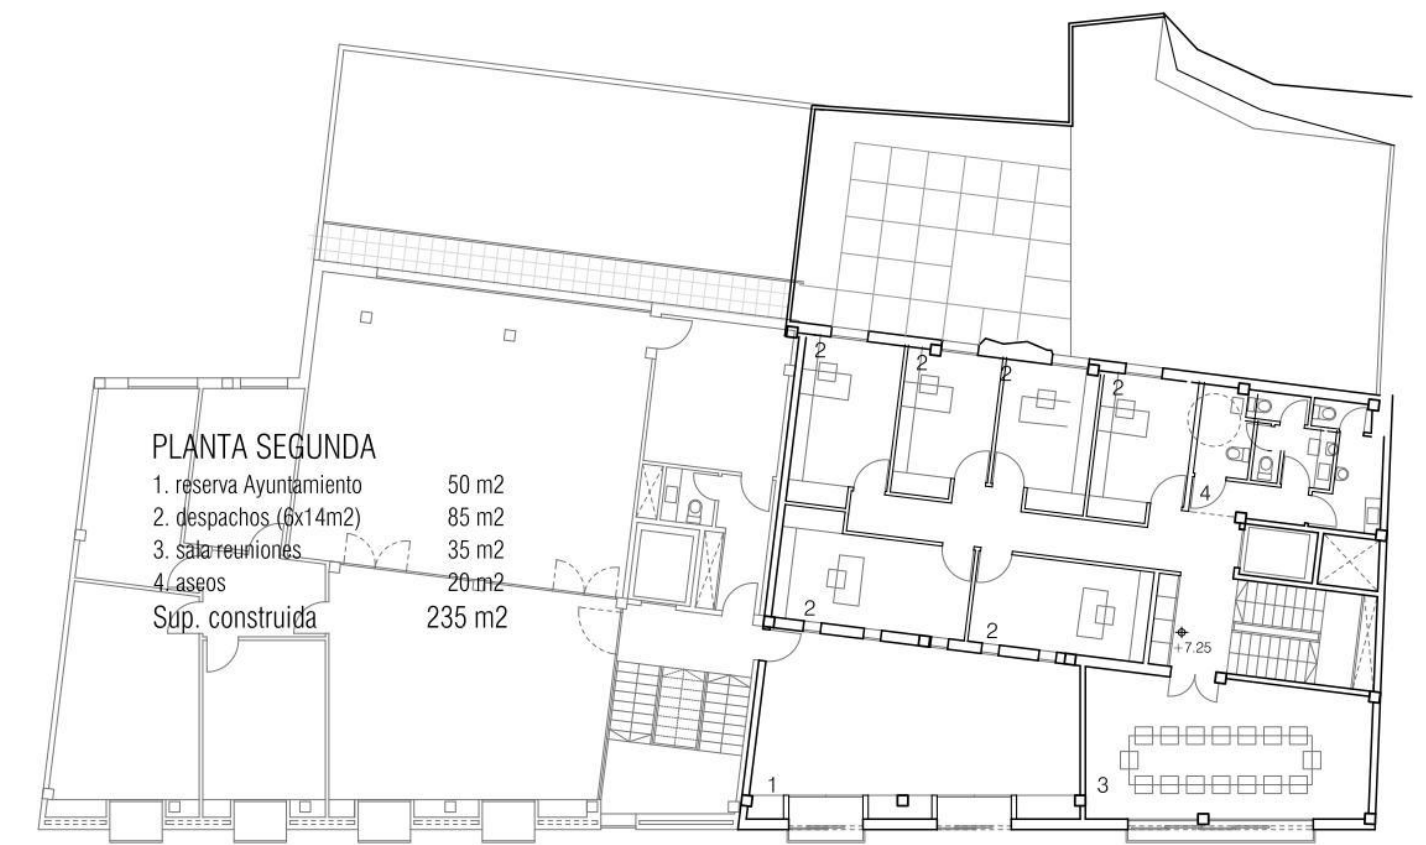 2
2
2
2
PLANTA SEGUNDA
1. reserva Ayuntamiento 50 m2
2. despachos (6x14m2) 85 m2
3. sala reuniones 35 m2
4. aseos 20 m2
Sup. construida 235 m2
4
2
2
+7.25
1
3